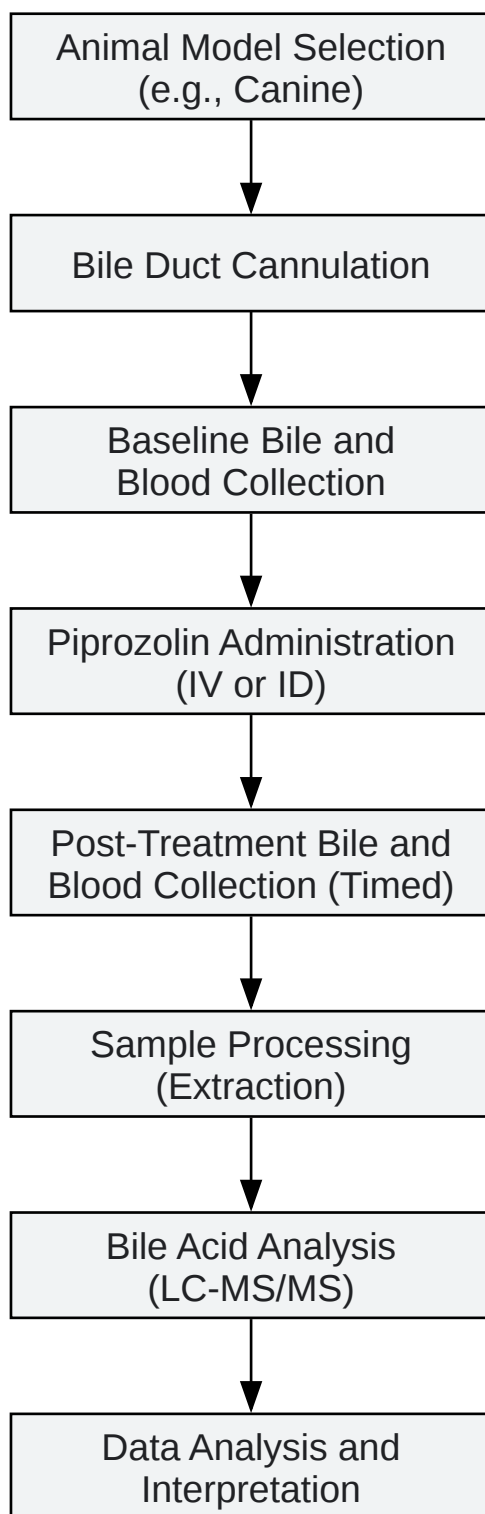 Animal Model Selection
(e.g., Canine)
Bile Duct Cannulation
Baseline Bile and
Blood Collection
Piprozolin Administration
(IV or ID)
Post-Treatment Bile and
Blood Collection (Timed)
Sample Processing
(Extraction)
Bile Acid Analysis
(LC-MS/MS)
Data Analysis and
Interpretation